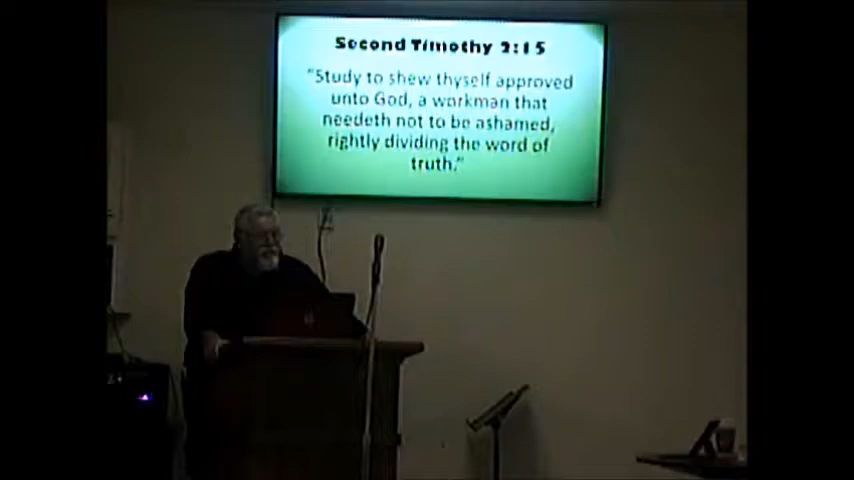 Second Timothy 2:15
"Study to shew thyself approved
unto God, a workman that
needeth not to be ashamed,
rightly dividing the word of
truth."